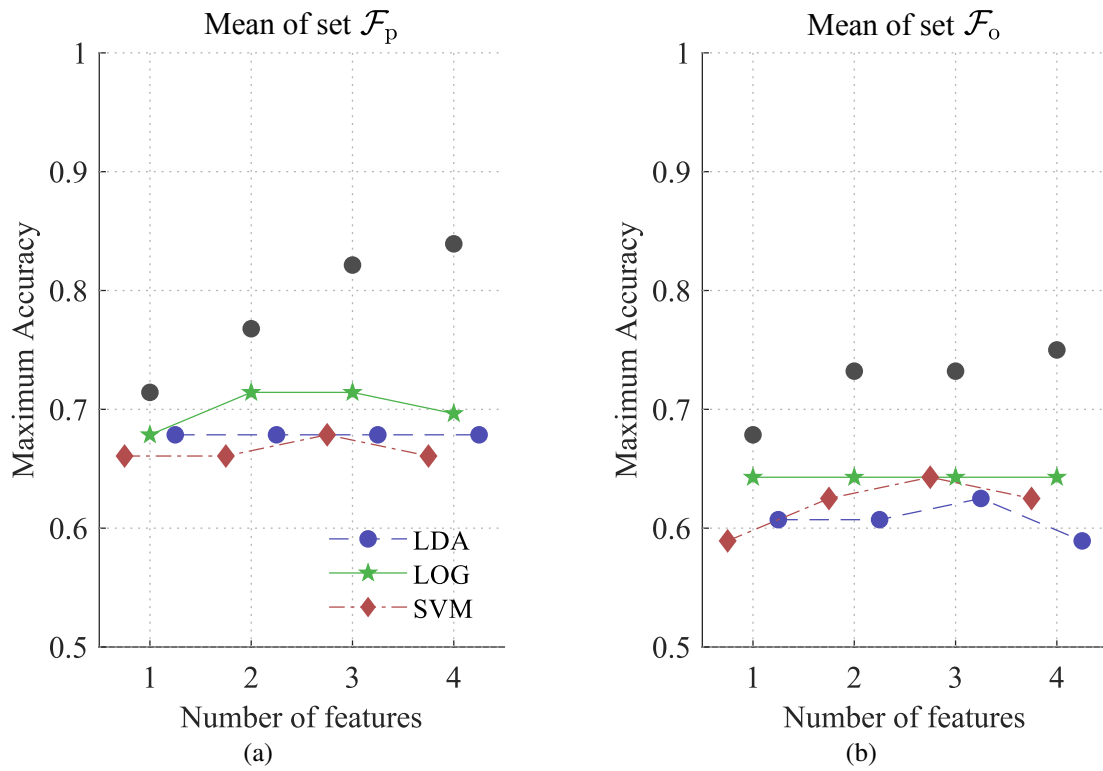 Mean of set 𝓕p
1
0.9
0.8
0.7
0.6
0.5
Maximum Accuracy
LDA
LOG
SVM
1 2 3 4
Number of features
(a)
Mean of set 𝓕o
1
0.9
0.8
0.7
0.6
0.5
Maximum Accuracy
1 2 3 4
Number of features
(b)